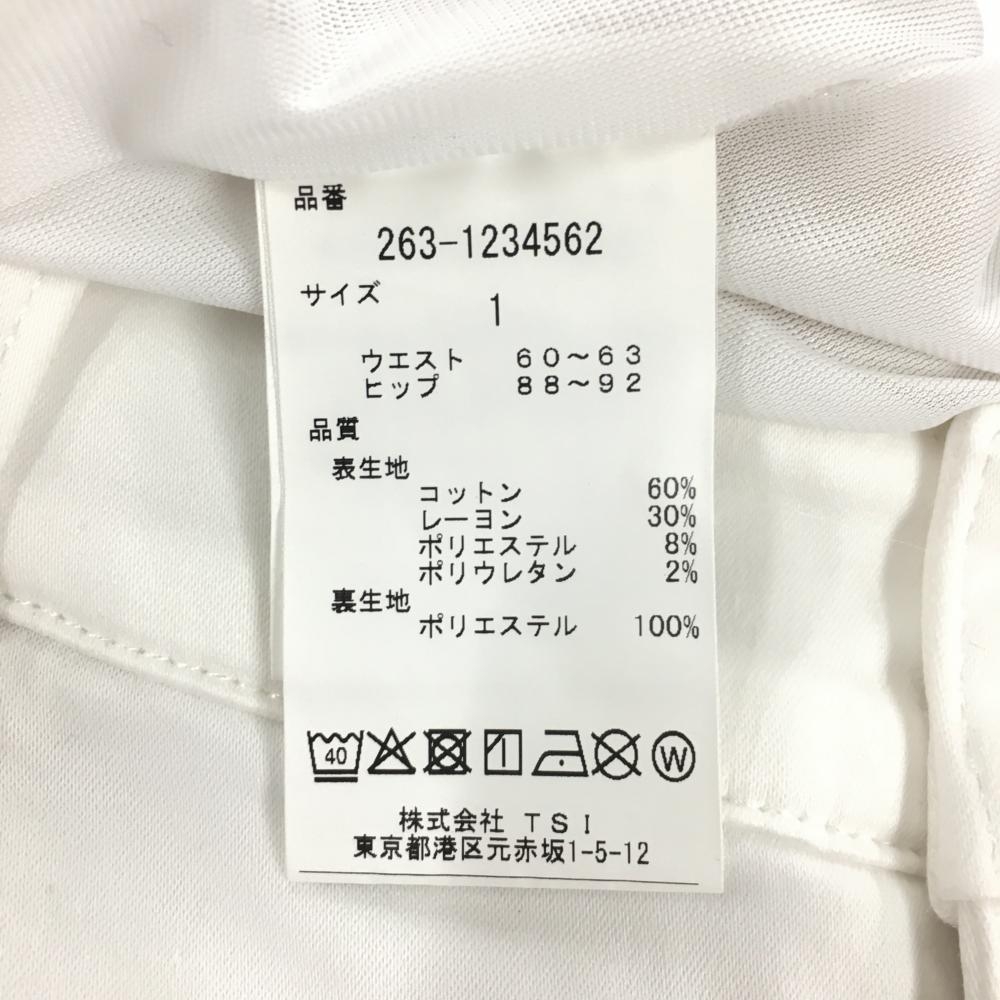 品番
263-1234562
サイズ
1
ウエスト 60～63
ヒップ 88～92
品質
表生地
コットン 60%
レーヨン 30%
ポリエステル 8%
ポリウレタン 2%
裏生地
ポリエステル 100%
40 W
株式会社 TSI
東京都港区元赤坂1-5-12